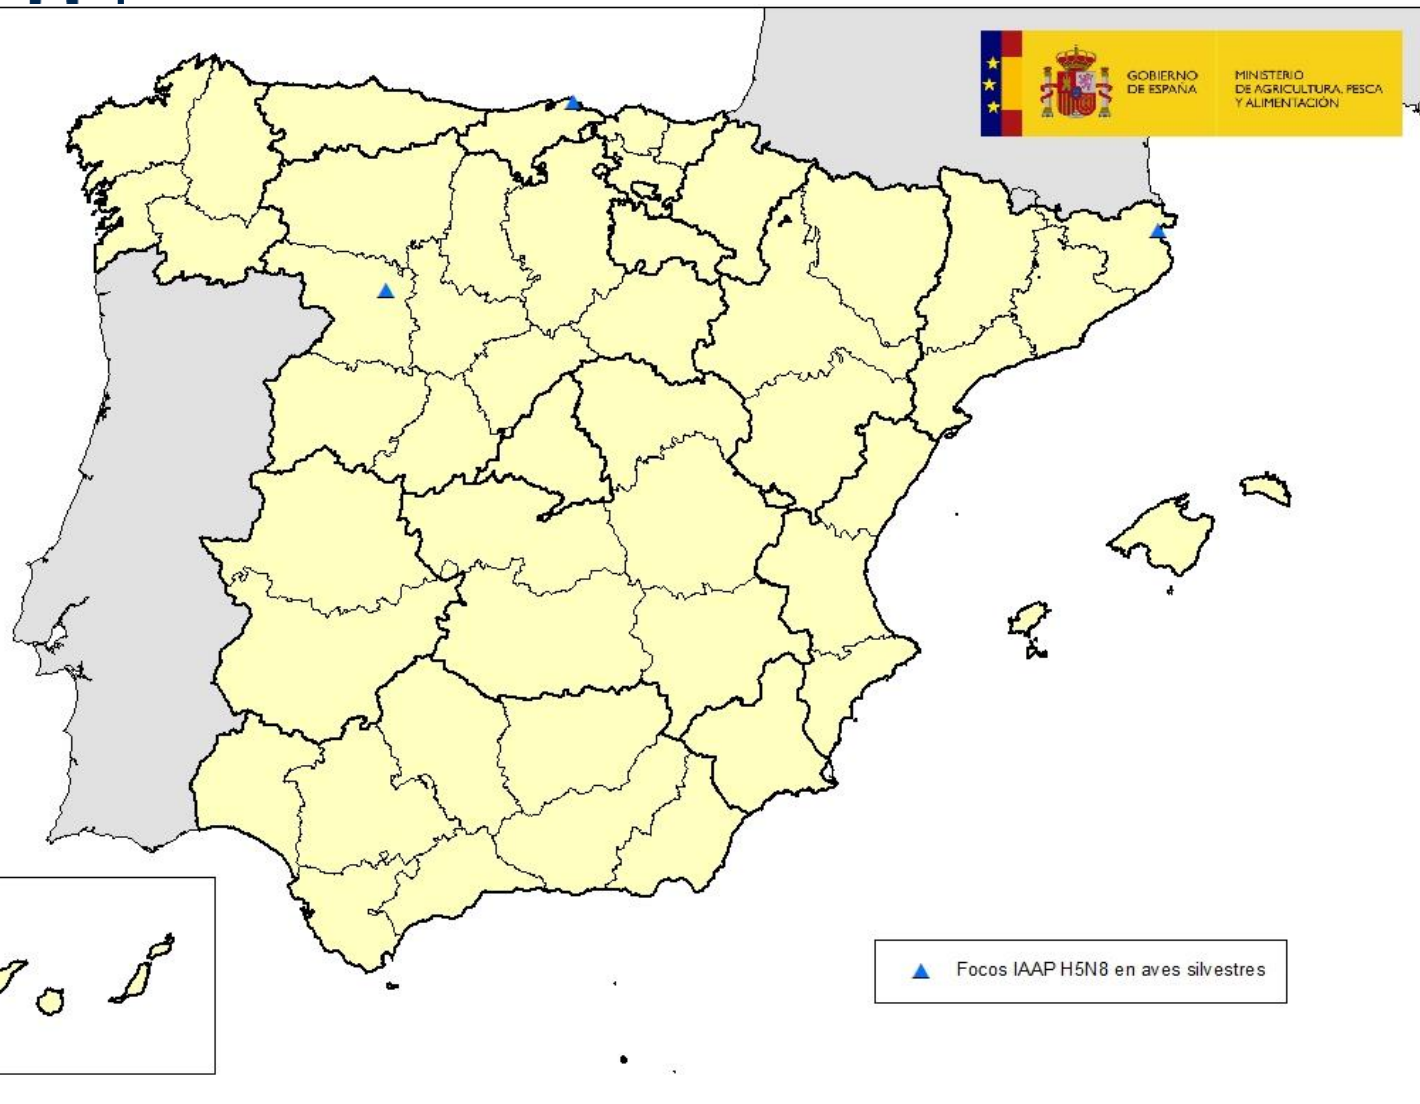 GOBIERNO
DE ESPAÑA
MINISTERIO
DE AGRICULTURA, PESCA
Y ALIMENTACIÓN
Focos IAAP H5N8 en aves silvestres